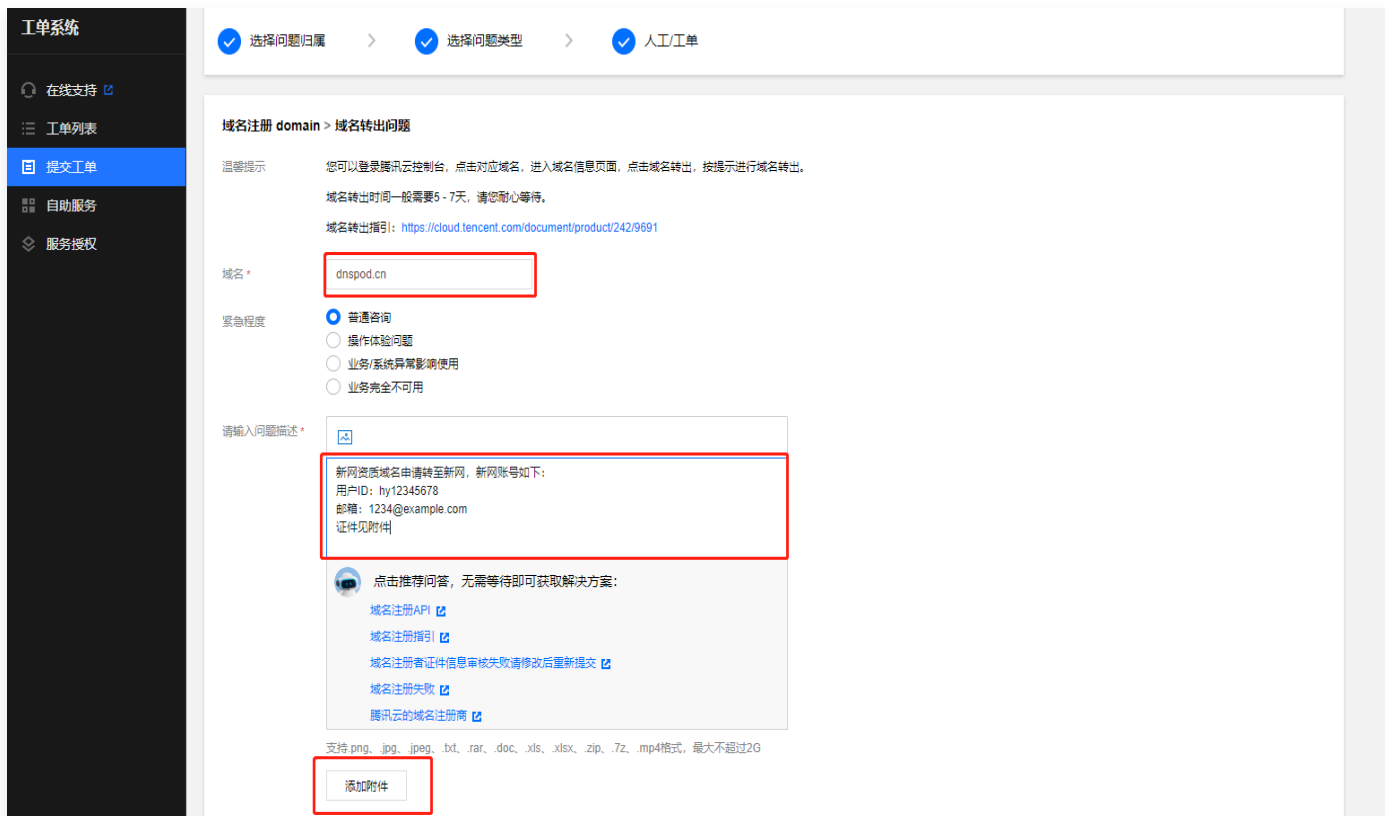 工单系统
选择问题归属
选择问题类型
人工/工单
在线支持
工单列表
提交工单
自助服务
服务授权
域名注册 domain > 域名转出问题
温馨提示
您可以登录腾讯云控制台，点击对应域名，进入域名信息页面，点击域名转出，按提示进行域名转出。
域名转出时间一般需要5 - 7天，请您耐心等待。
域名转出指引：https://cloud.tencent.com/document/product/242/9691
域名 *
dnspod.cn
紧急程度
普通咨询
操作体验问题
业务/系统异常影响使用
业务完全不可用
请输入问题描述 *
新网资质域名申请转至新网，新网账号如下：
用户ID：hy12345678
邮箱：1234@example.com
证件见附件
点击推荐问答，无需等待即可获取解决方案：
域名注册API
域名注册指引
域名注册者证件信息审核失败请修改后重新提交
域名注册失败
腾讯云的域名注册商
支持.png、.jpg、.jpeg、.txt、.rar、.doc、.xls、.xlsx、.zip、.7z、.mp4格式，最大不超过2G
添加附件